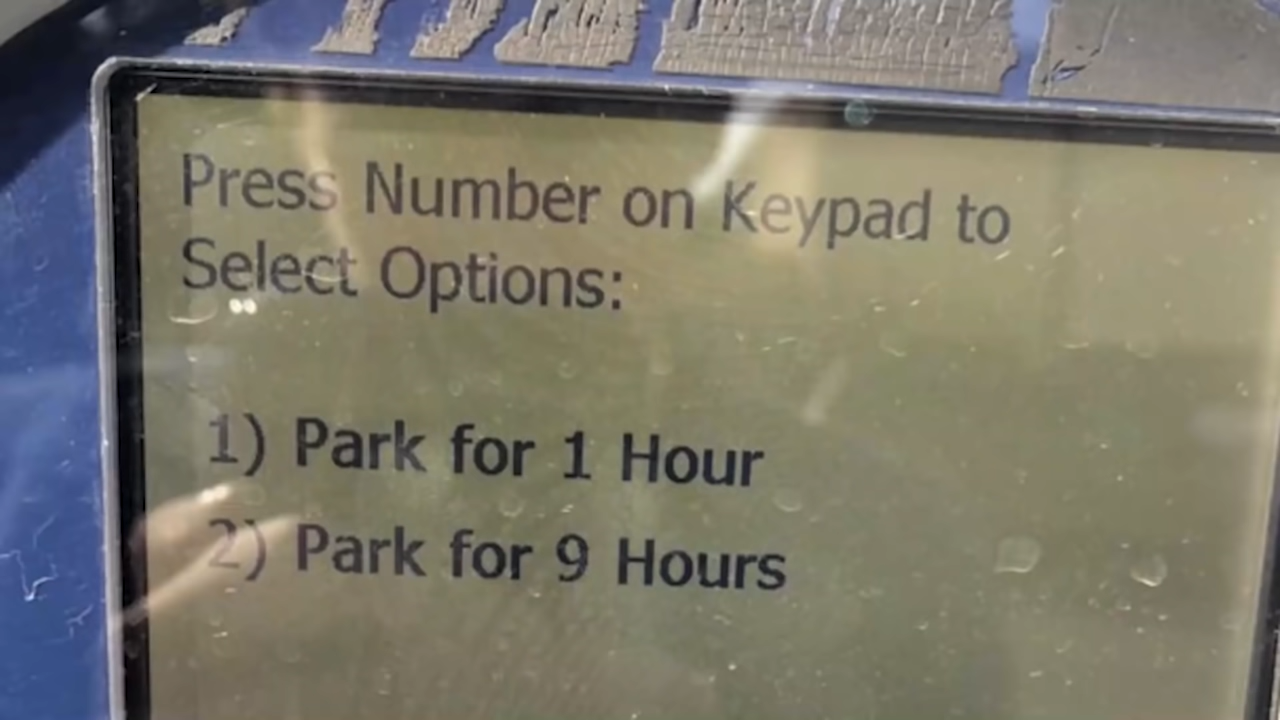 Press Number on Keypad to
Select Options:
1) Park for 1 Hour
2) Park for 9 Hours